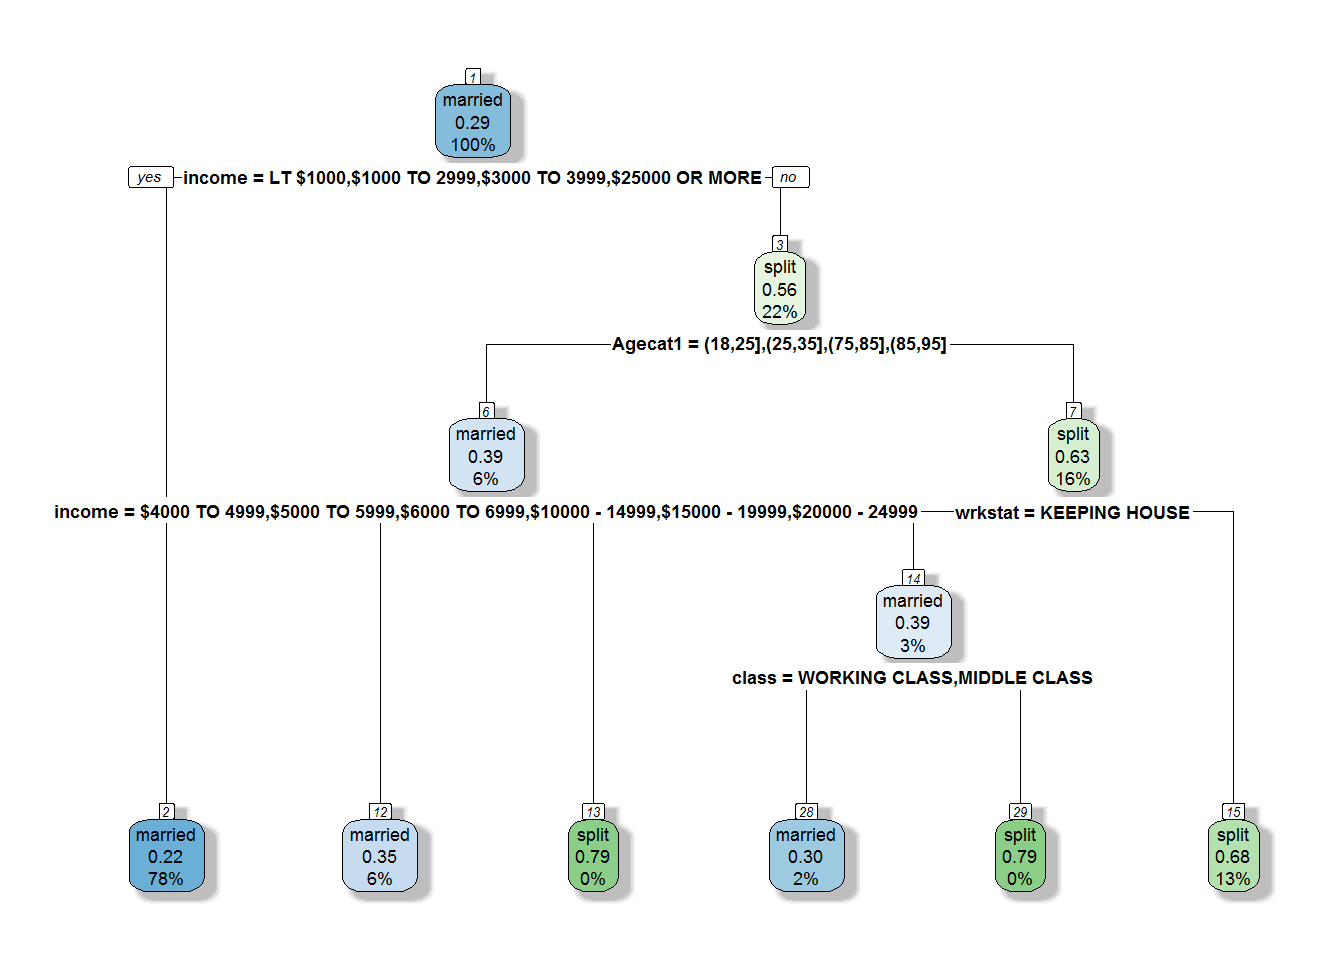 1
married
0.29
100%
yes income = LT $1000,$1000 TO 2999,$3000 TO 3999,$25000 OR MORE no
3
split
0.56
22%
Agecat1 = (18,25],(25,35],(75,85],(85,95]
6
married
0.39
6%
7
split
0.63
16%
income = $4000 TO 4999,$5000 TO 5999,$6000 TO 6999,$10000 - 14999,$15000 - 19999,$20000 - 24999
wrkstat = KEEPING HOUSE
14
married
0.39
3%
class = WORKING CLASS,MIDDLE CLASS
2
married
0.22
78%
12
married
0.35
6%
13
split
0.79
0%
28
married
0.30
2%
29
split
0.79
0%
15
split
0.68
13%